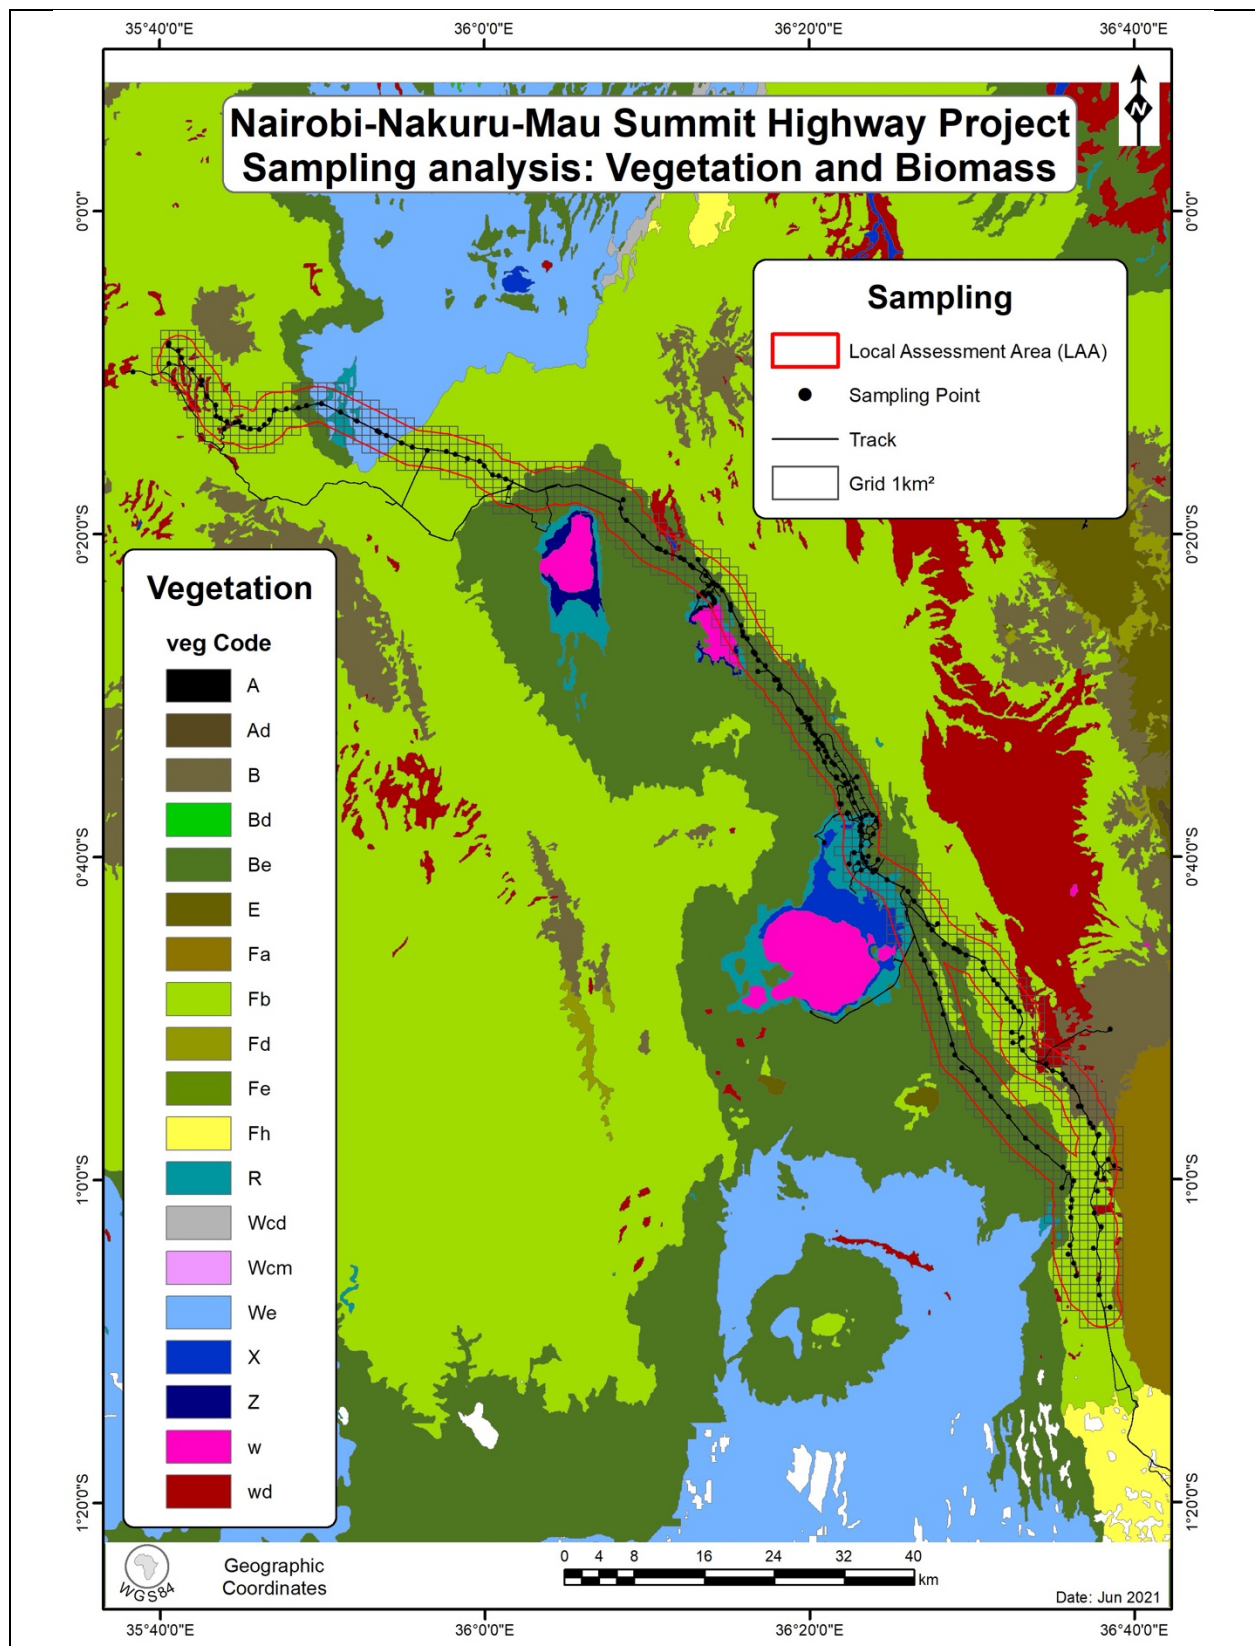 35°40'0"E 36°0'0"E 36°20'0"E 36°40'0"E
Nairobi-Nakuru-Mau Summit Highway Project
Sampling analysis: Vegetation and Biomass
N
0°0'0" 0°0'0"
Sampling
Local Assessment Area (LAA)
Sampling Point
Track
Grid 1km²
0°20'0"S 0°20'0"S
Vegetation
veg Code
A
Ad
B
Bd
Be
E
Fa
Fb
Fd
Fe
Fh
R
Wcd
Wcm
We
X
Z
w
wd
0°40'0"S 0°40'0"S
1°0'0"S 1°0'0"S
1°20'0"S 1°20'0"S
WGS84
Geographic
Coordinates
0 4 8 16 24 32 40
km
Date: Jun 2021
35°40'0"E 36°0'0"E 36°20'0"E 36°40'0"E